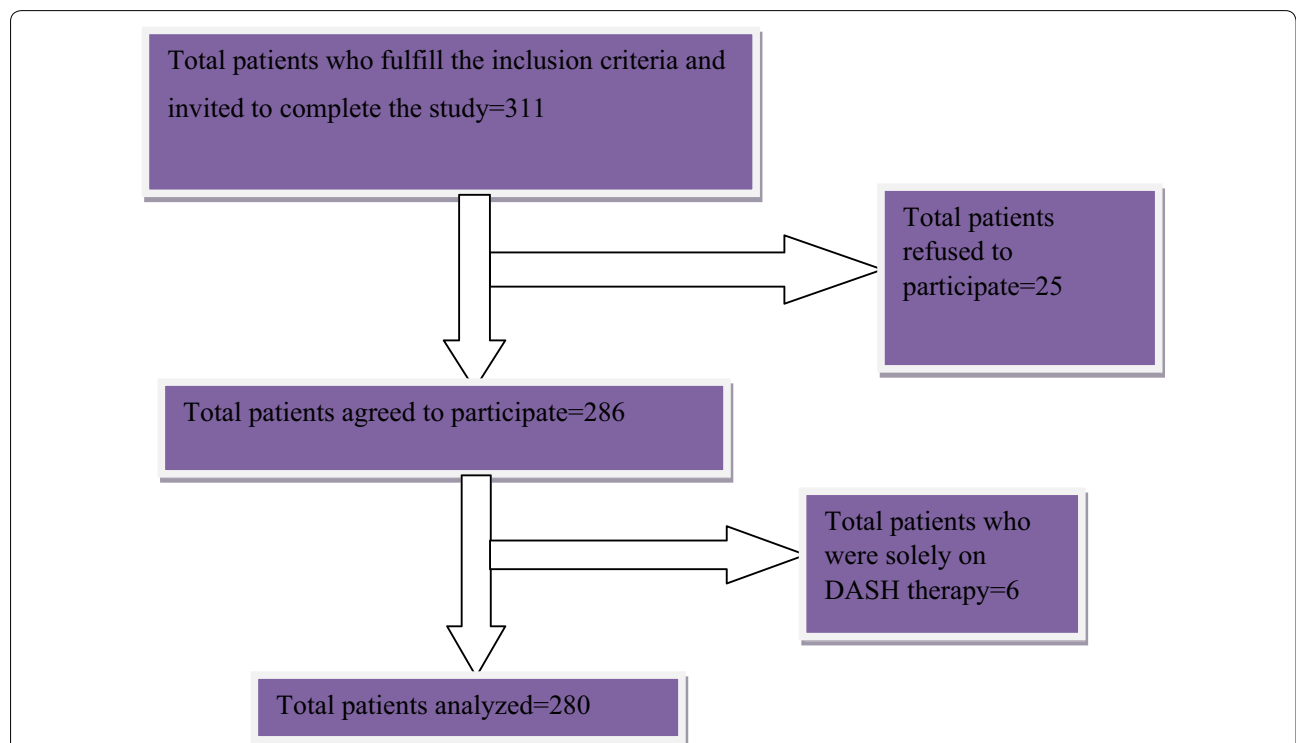 Total patients who fulfill the inclusion criteria and
invited to complete the study=311
Total patients
refused to
participate=25
Total patients agreed to participate=286
Total patients who
were solely on
DASH therapy=6
Total patients analyzed=280